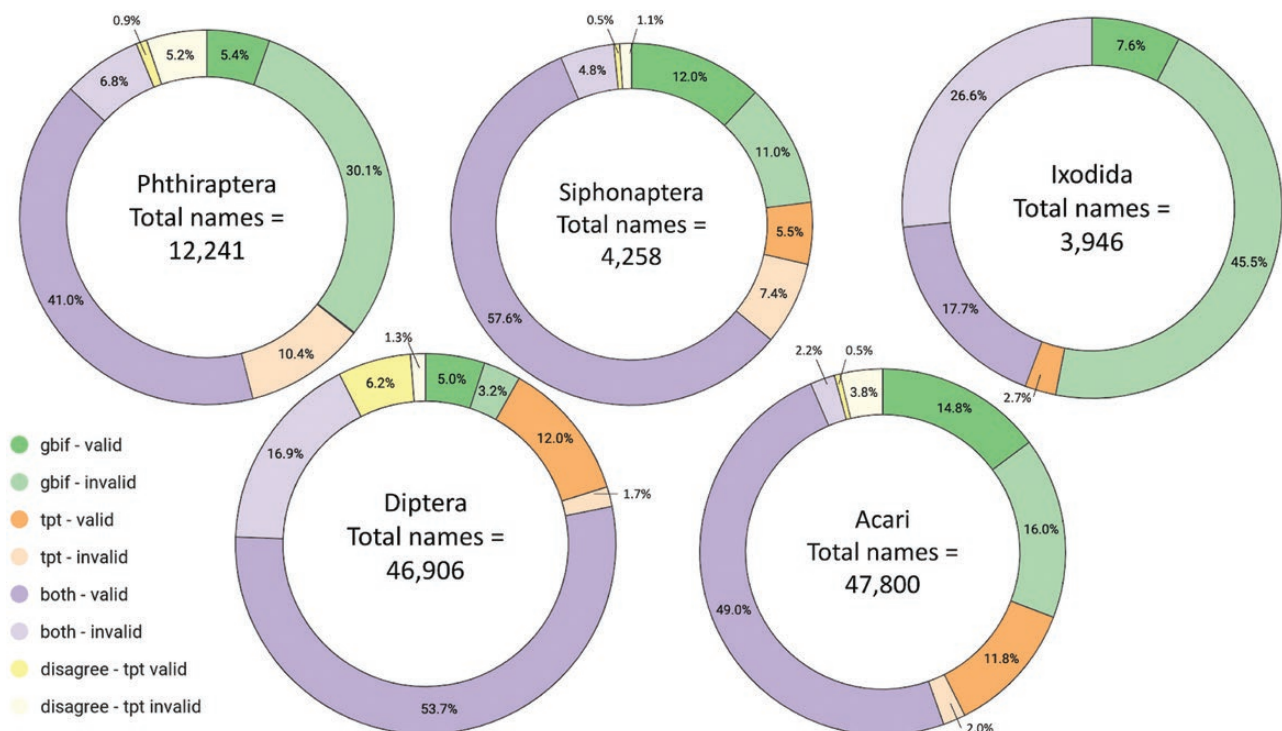 0.9%
5.2%
5.4%
6.8%
30.1%
Phthiraptera
Total names =
12,241
41.0%
10.4%
0.5%
1.1%
4.8%
12.0%
11.0%
Siphonaptera
Total names =
4,258
5.5%
7.4%
57.6%
7.6%
26.6%
Ixodida
Total names =
3,946
45.5%
17.7%
2.7%
1.3%
6.2%
5.0%
3.2%
12.0%
16.9%
1.7%
Diptera
Total names =
46,906
53.7%
2.2%
0.5%
3.8%
14.8%
16.0%
Acari
Total names =
47,800
49.0%
11.8%
2.0%
gbif - valid
gbif - invalid
tpt - valid
tpt - invalid
both - valid
both - invalid
disagree - tpt valid
disagree - tpt invalid